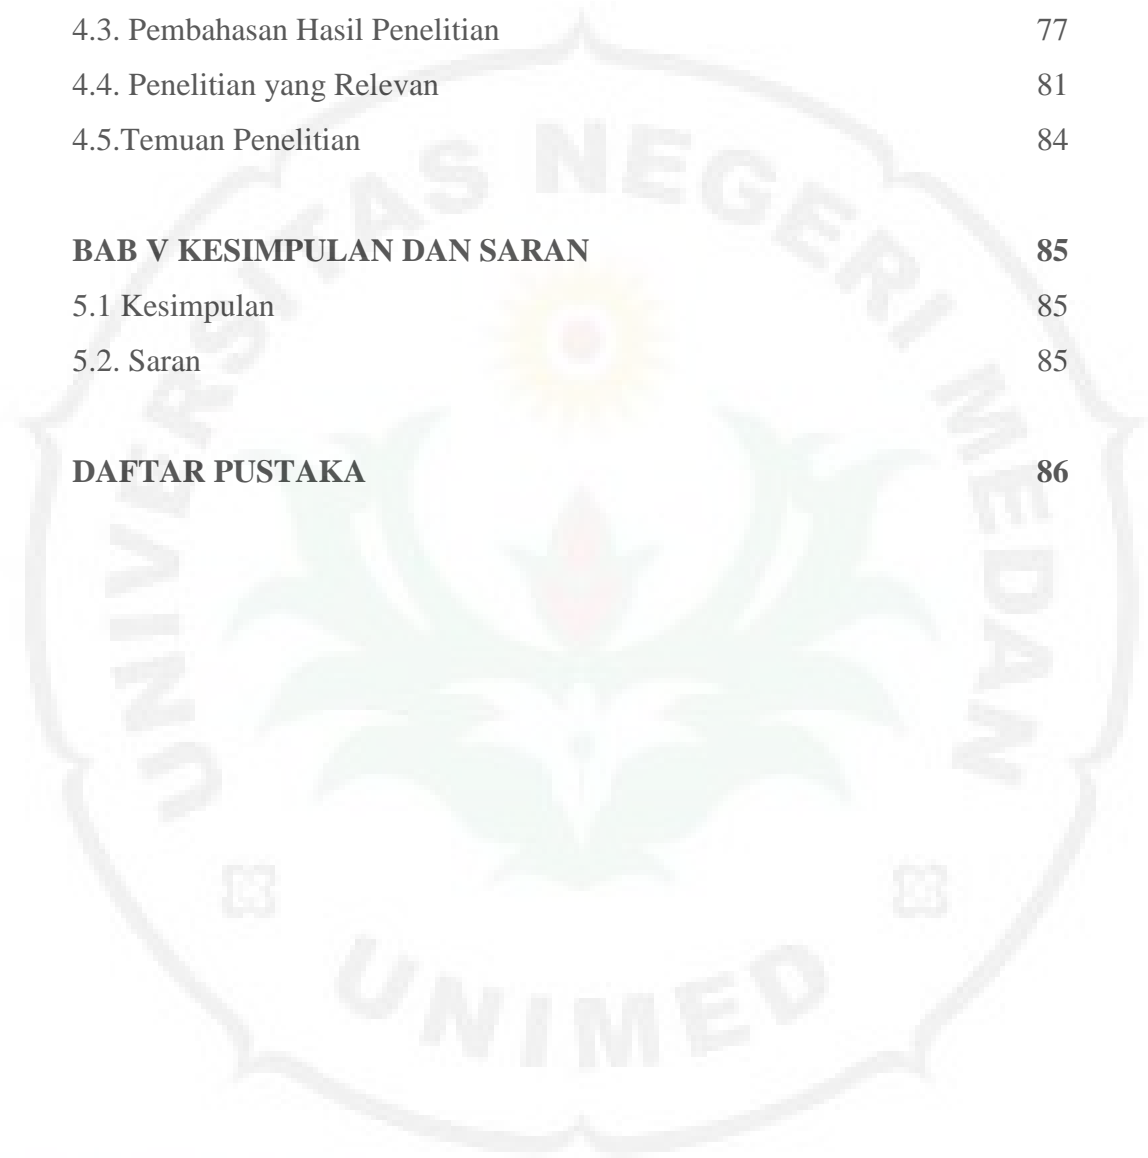 4.3. Pembahasan Hasil Penelitian 77
4.4. Penelitian yang Relevan 81
4.5.Temuan Penelitian 84
BAB V KESIMPULAN DAN SARAN 85
5.1 Kesimpulan 85
5.2. Saran 85
DAFTAR PUSTAKA 86
UNIVERSITAS NEGERI MEDAN
UNIMED